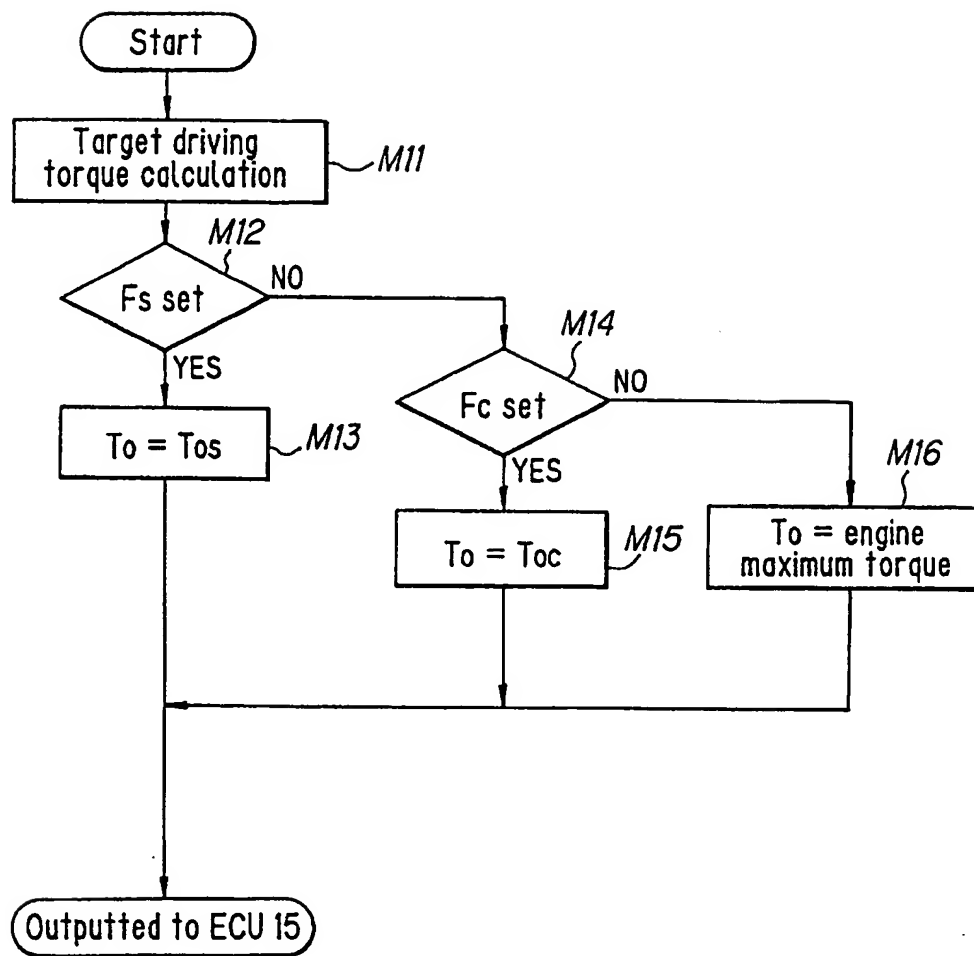 Start
Target driving
torque calculation
M11
M12
Fs set
NO
YES
To = Tos
M13
M14
Fc set
NO
YES
To = Toc
M15
M16
To = engine
maximum torque
Outputted to ECU 15